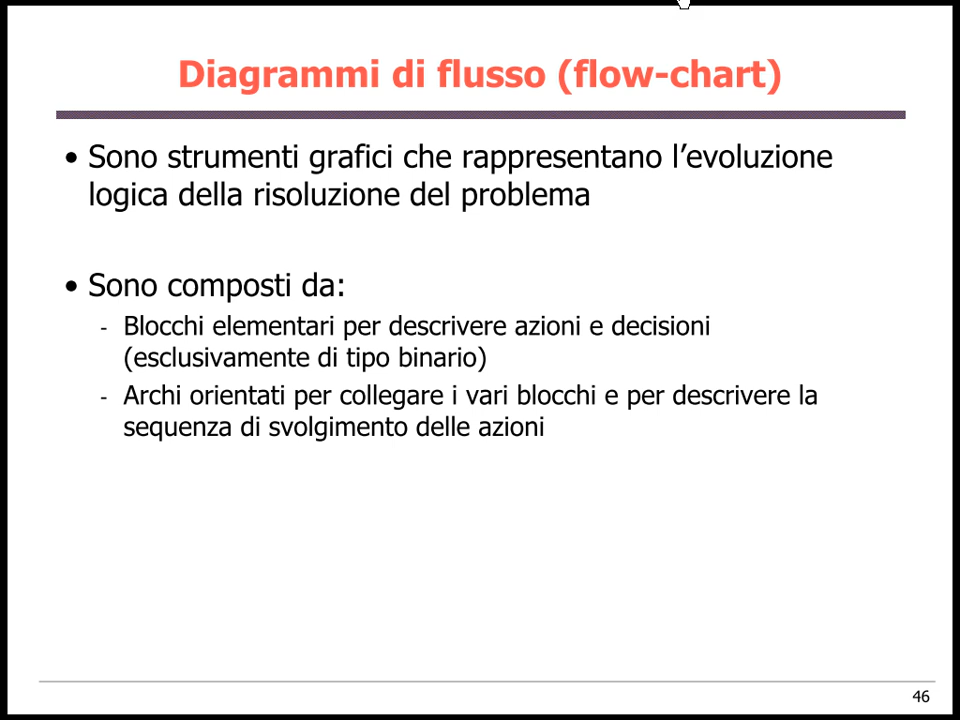 Diagrammi di flusso (flow-chart)
• Sono strumenti grafici che rappresentano l’evoluzione
logica della risoluzione del problema
• Sono composti da:
- Blocchi elementari per descrivere azioni e decisioni
(esclusivamente di tipo binario)
- Archi orientati per collegare i vari blocchi e per descrivere la
sequenza di svolgimento delle azioni
46